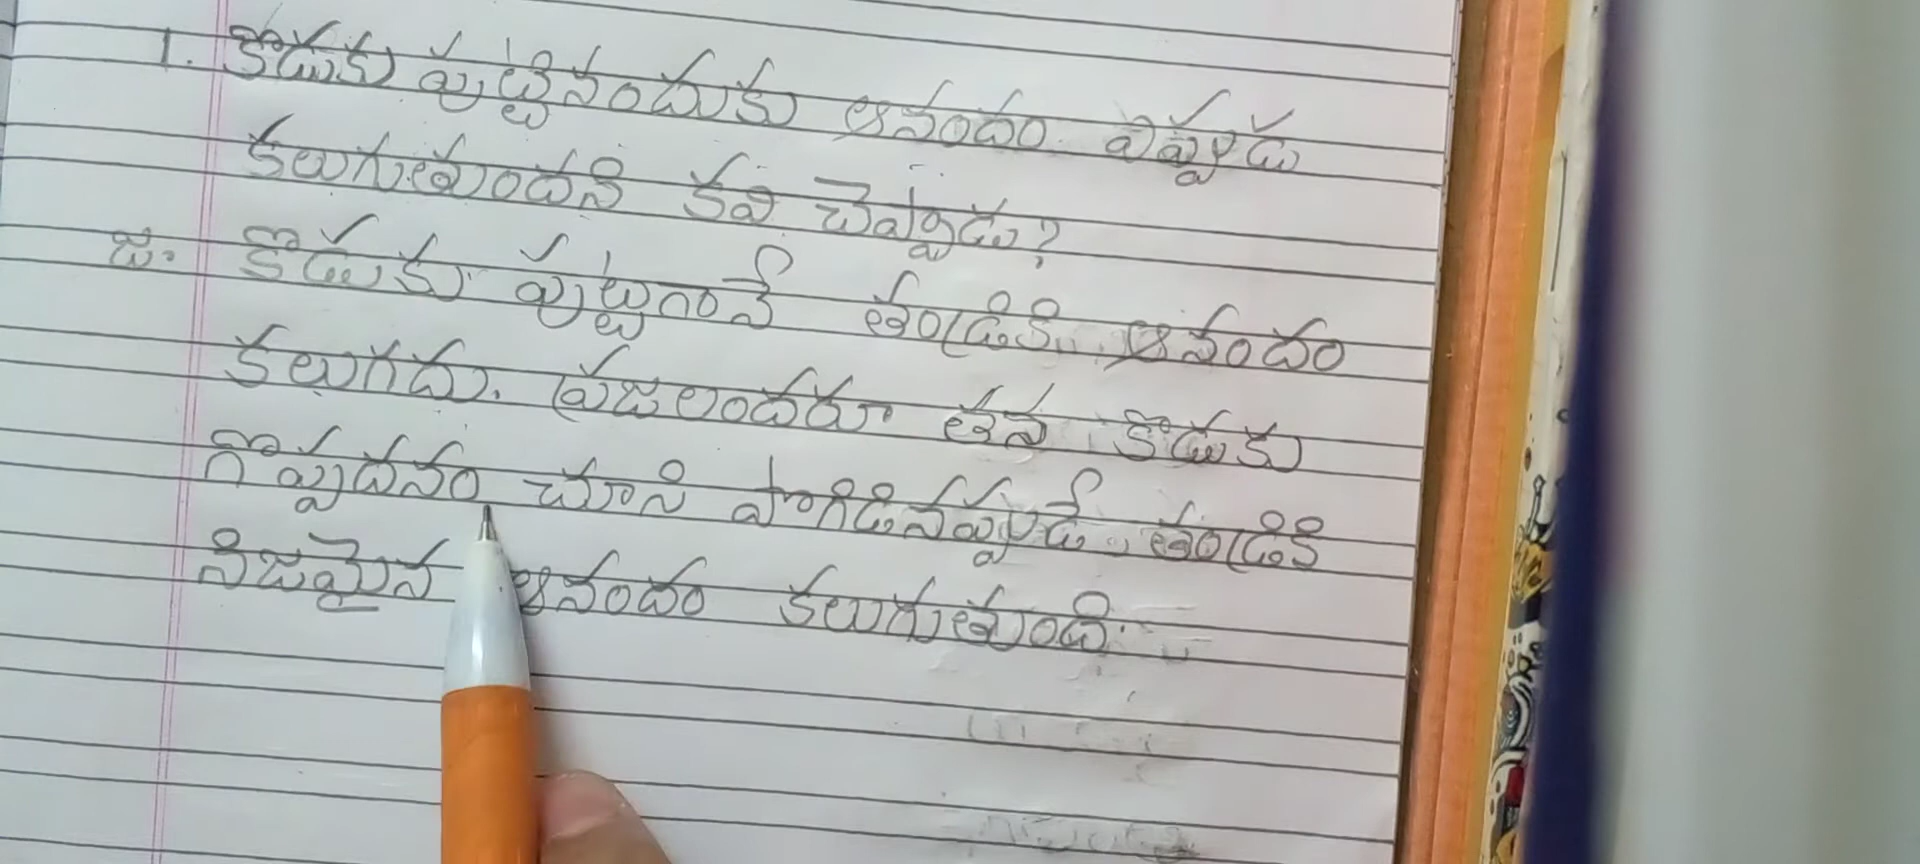 1. కొడుకు పుట్టినందుకు ఆనందం ఎప్పుడు
కలుగుతుందని కవి చెప్పాడు?
జ. కొడుకు పుట్టగానే తండ్రికి ఆనందం
కలుగదు. ప్రజలందరూ తన కొడుకు
గొప్పదనం చూసి పొగిడినప్పుడే తండ్రికి
నిజమైన ఆనందం కలుగుతుంది.